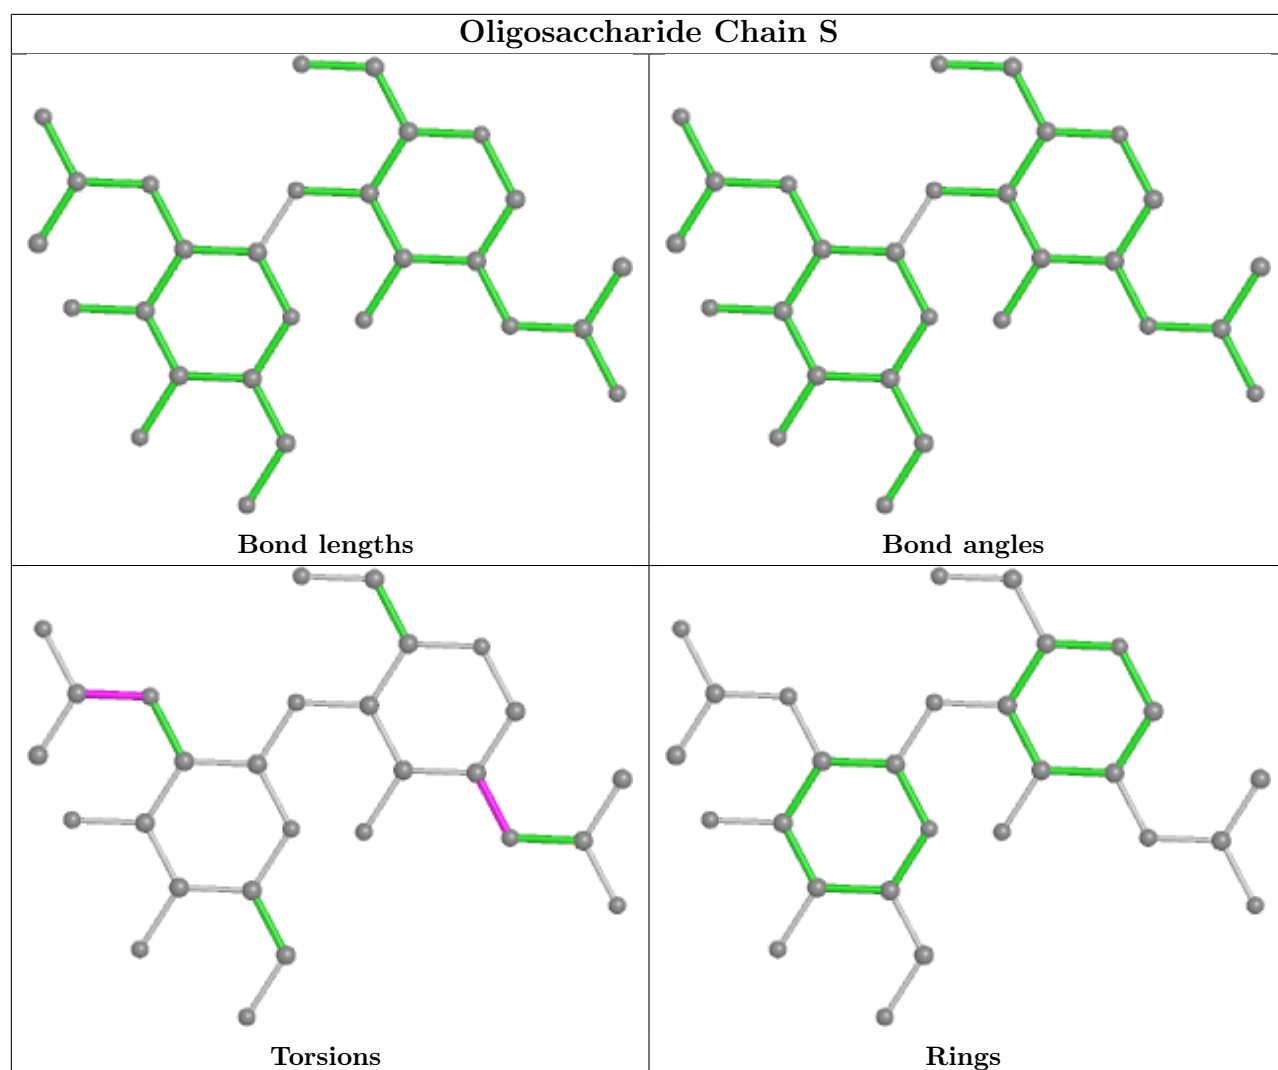 Oligosaccharide Chain S
Bond lengths
Bond angles
Torsions
Rings